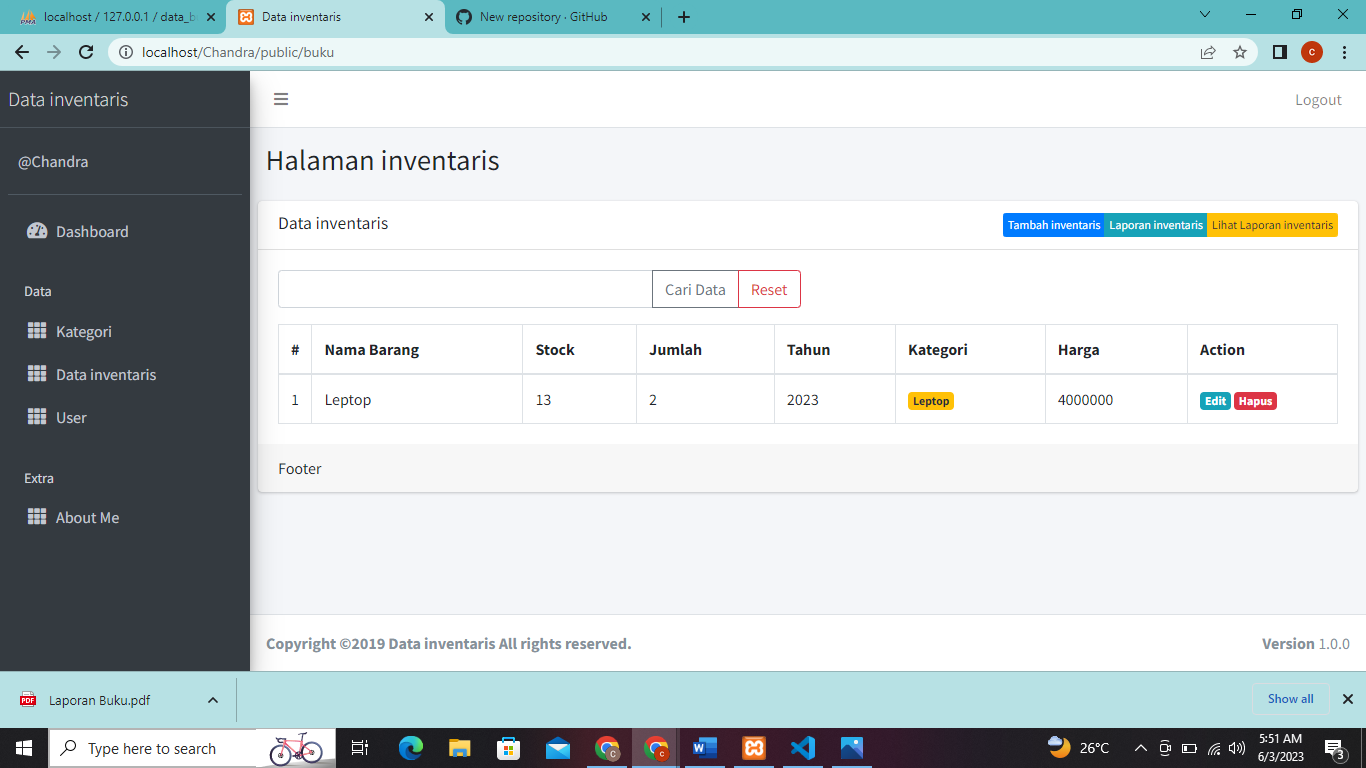 localhost / 127.0.0.1 / data_b
Data inventaris
New repository · GitHub
localhost/Chandra/public/buku
c
Data inventaris
Logout
@Chandra
Halaman inventaris
Dashboard
Data
Kategori
Data inventaris
User
Extra
About Me
Data inventaris
Tambah inventaris Laporan inventaris Lihat Laporan inventaris
Cari Data Reset
# Nama Barang Stock Jumlah Tahun Kategori Harga Action
1 Leptop 13 2 2023 Leptop 4000000 Edit Hapus
Footer
Copyright ©2019 Data inventaris All rights reserved.
Version 1.0.0
PDF
Laporan Buku.pdf
Show all
Type here to search
26°C
5:51 AM
6/3/2023
3